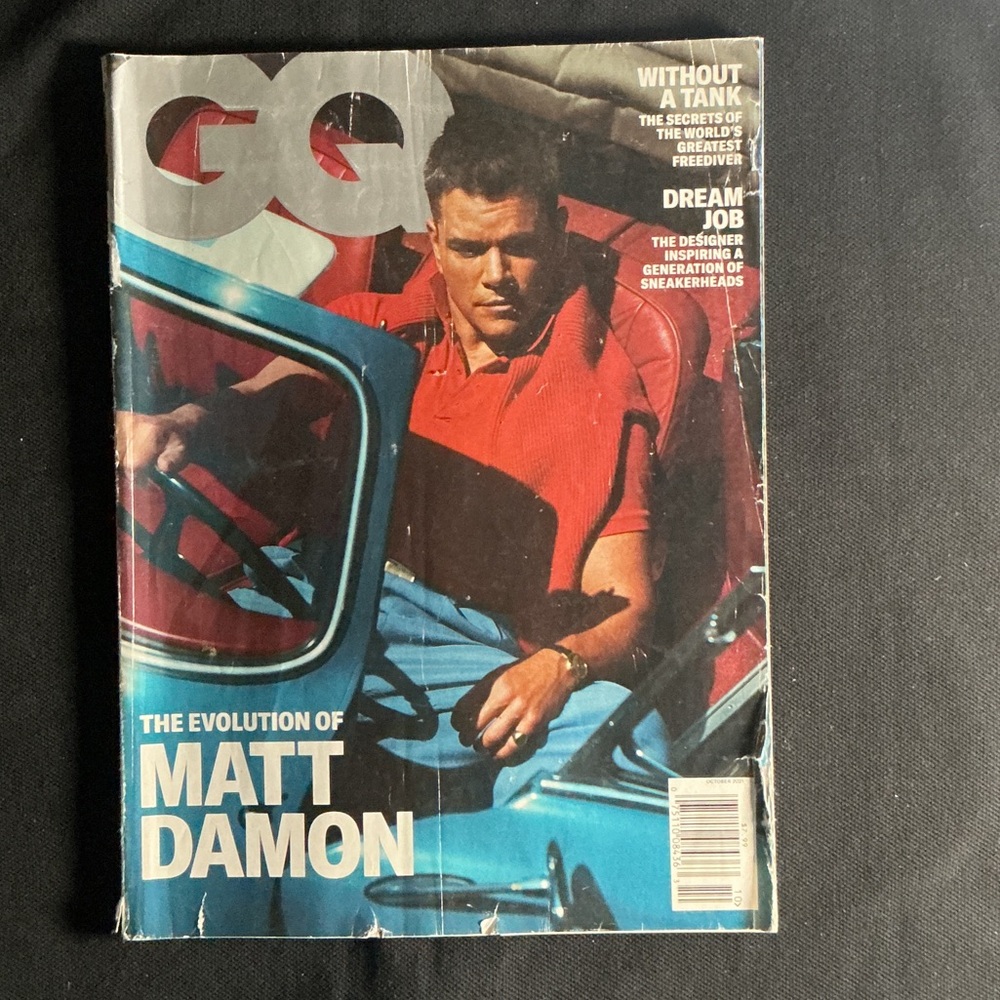 GQ
WITHOUT
A TANK
THE SECRETS OF
THE WORLD'S
GREATEST
FREEDIVER
DREAM
JOB
THE DESIGNER
INSPIRING A
GENERATION OF
SNEAKERHEADS
THE EVOLUTION OF
MATT
DAMON